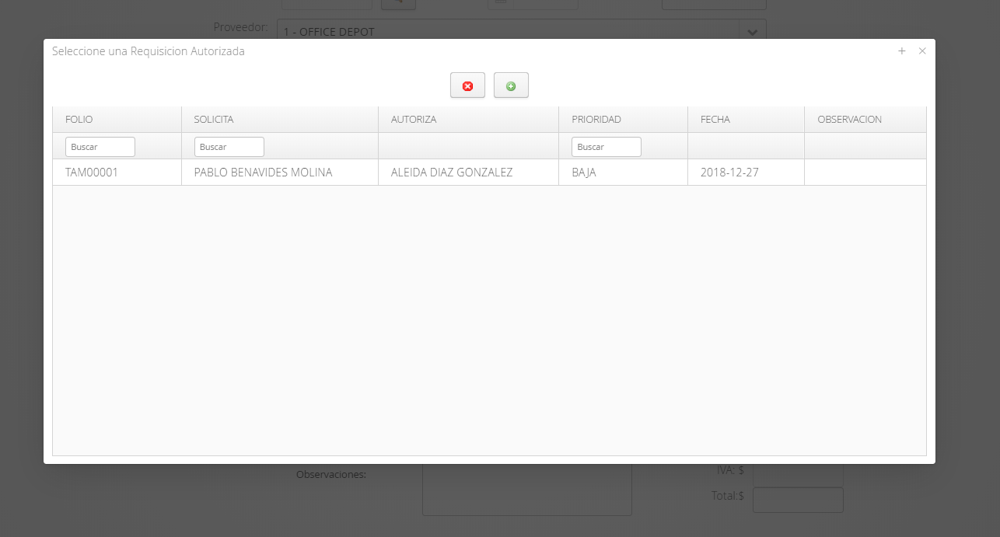 Proveedor: 1 - OFFICE DEPOT
Seleccione una Requisicion Autorizada
FOLIO SOLICITA AUTORIZA PRIORIDAD FECHA OBSERVACION
Buscar Buscar Buscar
TAM00001 PABLO BENAVIDES MOLINA ALEIDA DIAZ GONZALEZ BAJA 2018-12-27
Observaciones: IVA: $
Total:$